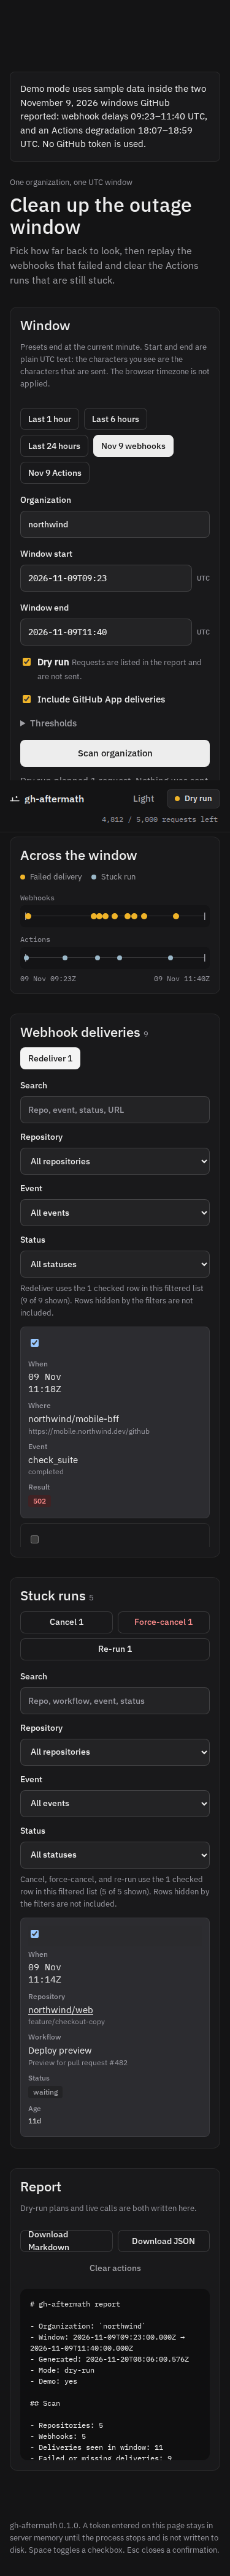 Demo mode uses sample data inside the two
November 9, 2026 windows GitHub
reported: webhook delays 09:23–11:40 UTC,
and an Actions degradation 18:07–18:59
UTC. No GitHub token is used.
One organization, one UTC window
Clean up the outage
window
Pick how far back to look, then replay the
webhooks that failed and clear the Actions
runs that are still stuck.
Window
Presets end at the current minute. Start and end are
plain UTC text: the characters you see are the
characters that are sent. The browser timezone is not
applied.
Last 1 hour
Last 6 hours
Last 24 hours
Nov 9 webhooks
Nov 9 Actions
Organization
northwind
Window start
2026-11-09T09:23
UTC
Window end
2026-11-09T11:40
UTC
Dry run Requests are listed in the report and
are not sent.
Include GitHub App deliveries
Thresholds
Scan organization
Dry run planned 1 request. Nothing was sent
gh-aftermath
Light
Dry run
4,812 / 5,000 requests left
Across the window
Failed delivery
Stuck run
Webhooks
Actions
09 Nov 09:23Z
09 Nov 11:40Z
Webhook deliveries 9
Redeliver 1
Search
Repo, event, status, URL
Repository
All repositories
Event
All events
Status
All statuses
Redeliver uses the 1 checked row in this filtered list
(9 of 9 shown). Rows hidden by the filters are not
included.
When
09 Nov
11:18Z
Where
northwind/mobile-bff
https://mobile.northwind.dev/github
Event
check_suite
completed
Result
502
Stuck runs 5
Cancel 1
Force-cancel 1
Re-run 1
Search
Repo, workflow, event, status
Repository
All repositories
Event
All events
Status
All statuses
Cancel, force-cancel, and re-run use the 1 checked
row in this filtered list (5 of 5 shown). Rows hidden by
the filters are not included.
When
09 Nov
11:14Z
Repository
northwind/web
feature/checkout-copy
Workflow
Deploy preview
Preview for pull request #482
Status
waiting
Age
11d
Report
Dry-run plans and live calls are both written here.
Download
Markdown
Download JSON
Clear actions
# gh-aftermath report
- Organization: `northwind`
- Window: 2026-11-09T09:23:00.000Z →
2026-11-09T11:40:00.000Z
- Generated: 2026-11-20T08:06:00.576Z
- Mode: dry-run
- Demo: yes
## Scan
- Repositories: 5
- Webhooks: 5
- Deliveries seen in window: 11
- Failed or missing deliveries: 9
gh-aftermath 0.1.0. A token entered on this page stays in
server memory until the process stops and is not written to
disk. Space toggles a checkbox. Esc closes a confirmation.